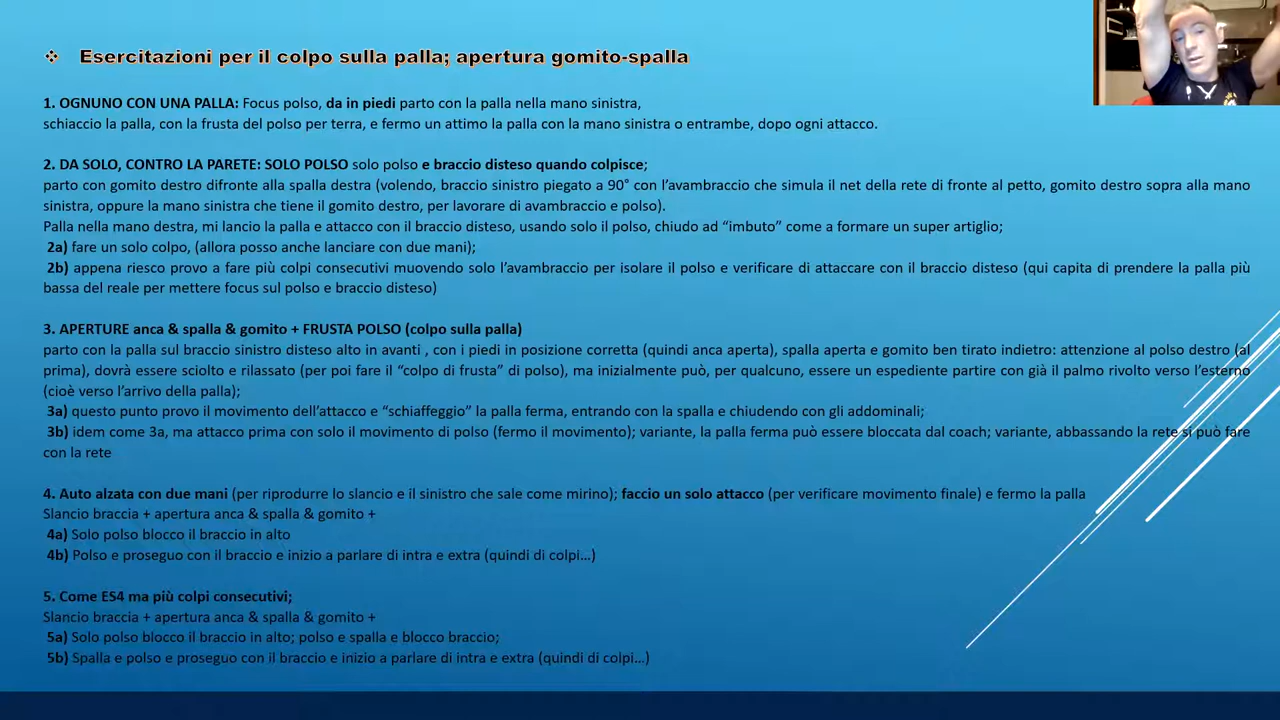 ❖ Esercitazioni per il colpo sulla palla; apertura gomito-spalla
1. OGNUNO CON UNA PALLA: Focus polso, da in piedi parto con la palla nella mano sinistra,
schiaccio la palla, con la frusta del polso per terra, e fermo un attimo la palla con la mano sinistra o entrambe, dopo ogni attacco.
2. DA SOLO, CONTRO LA PARETE: SOLO POLSO solo polso e braccio disteso quando colpisce;
parto con gomito destro difronte alla spalla destra (volendo, braccio sinistro piegato a 90° con l’avambraccio che simula il net della rete di fronte al petto, gomito destro sopra alla mano
sinistra, oppure la mano sinistra che tiene il gomito destro, per lavorare di avambraccio e polso).
Palla nella mano destra, mi lancio la palla e attacco con il braccio disteso, usando solo il polso, chiudo ad “imbuto” come a formare un super artiglio;
2a) fare un solo colpo, (allora posso anche lanciare con due mani);
2b) appena riesco provo a fare più colpi consecutivi muovendo solo l’avambraccio per isolare il polso e verificare di attaccare con il braccio disteso (qui capita di prendere la palla più
bassa del reale per mettere focus sul polso e braccio disteso)
3. APERTURE anca & spalla & gomito + FRUSTA POLSO (colpo sulla palla)
parto con la palla sul braccio sinistro disteso alto in avanti , con i piedi in posizione corretta (quindi anca aperta), spalla aperta e gomito ben tirato indietro: attenzione al polso destro (al
prima), dovrà essere sciolto e rilassato (per poi fare il “colpo di frusta” di polso), ma inizialmente può, per qualcuno, essere un espediente partire con già il palmo rivolto verso l’esterno
(cioè verso l’arrivo della palla);
3a) questo punto provo il movimento dell’attacco e “schiaffeggio” la palla ferma, entrando con la spalla e chiudendo con gli addominali;
3b) idem come 3a, ma attacco prima con solo il movimento di polso (fermo il movimento); variante, la palla ferma può essere bloccata dal coach; variante, abbassando la rete si può fare
con la rete
4. Auto alzata con due mani (per riprodurre lo slancio e il sinistro che sale come mirino); faccio un solo attacco (per verificare movimento finale) e fermo la palla
Slancio braccia + apertura anca & spalla & gomito +
4a) Solo polso blocco il braccio in alto
4b) Polso e proseguo con il braccio e inizio a parlare di intra e extra (quindi di colpi…)
5. Come ES4 ma più colpi consecutivi;
Slancio braccia + apertura anca & spalla & gomito +
5a) Solo polso blocco il braccio in alto; polso e spalla e blocco braccio;
5b) Spalla e polso e proseguo con il braccio e inizio a parlare di intra e extra (quindi di colpi…)